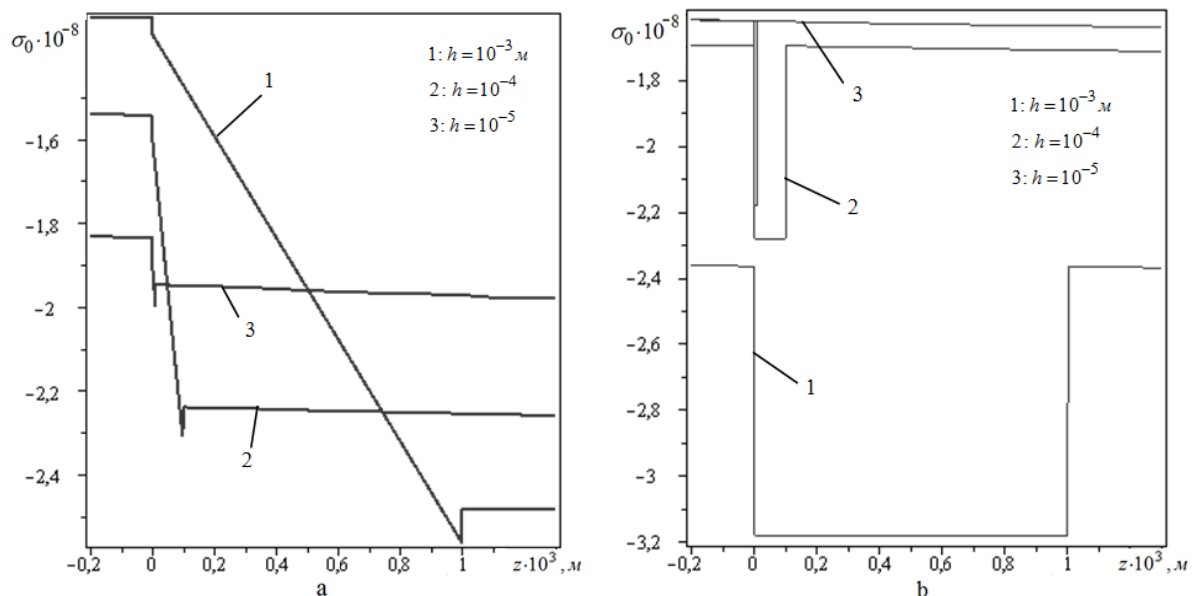 σ₀·10⁻⁸
1: h = 10⁻³ м
2: h = 10⁻⁴
3: h = 10⁻⁵
1
3
2
−1,6
−1,8
−2
−2,2
−2,4
−0,2 0 0,2 0,4 0,6 0,8 1 z·10³, м
a
σ₀·10⁻⁸
1: h = 10⁻³ м
2: h = 10⁻⁴
3: h = 10⁻⁵
3
2
1
−1,8
−2
−2,2
−2,4
−2,6
−2,8
−3
−3,2
−0,2 0 0,2 0,4 0,6 0,8 1 z·10³, м
b